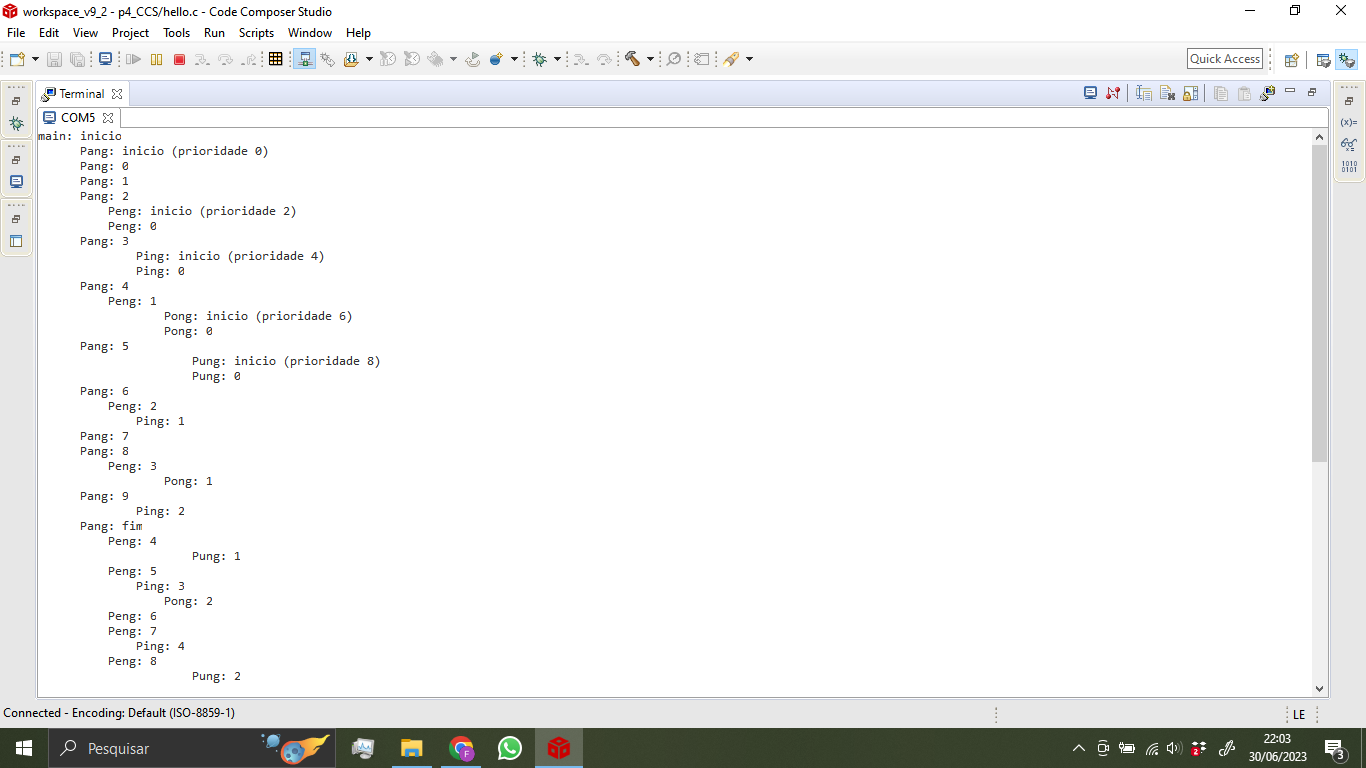 workspace_v9_2 - p4_CCS/hello.c - Code Composer Studio
File Edit View Project Tools Run Scripts Window Help
Quick Access
Terminal
COM5
main: inicio
Pang: inicio (prioridade 0)
Pang: 0
Pang: 1
Pang: 2
Peng: inicio (prioridade 2)
Peng: 0
Pang: 3
Ping: inicio (prioridade 4)
Ping: 0
Pang: 4
Peng: 1
Pong: inicio (prioridade 6)
Pong: 0
Pang: 5
Pung: inicio (prioridade 8)
Pung: 0
Pang: 6
Peng: 2
Ping: 1
Pang: 7
Pang: 8
Peng: 3
Pong: 1
Pang: 9
Ping: 2
Pang: fim
Peng: 4
Pung: 1
Peng: 5
Ping: 3
Pong: 2
Peng: 6
Peng: 7
Ping: 4
Peng: 8
Pung: 2
(x)=
1010
0101
Connected - Encoding: Default (ISO-8859-1)
LE
Pesquisar
F
2
22:03
30/06/2023
3